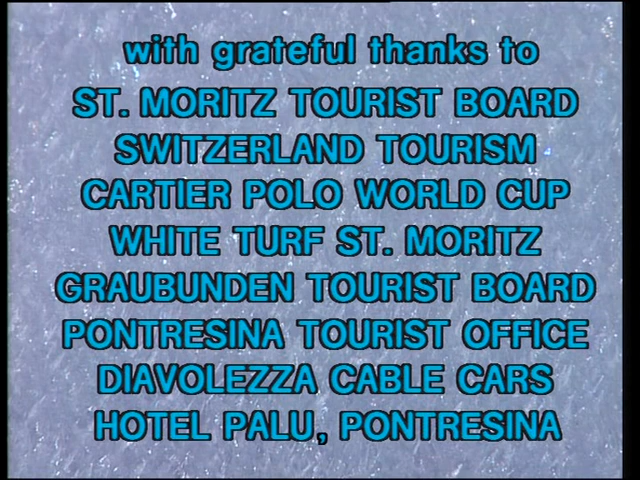 with grateful thanks to
ST. MORITZ TOURIST BOARD
SWITZERLAND TOURISM
CARTIER POLO WORLD CUP
WHITE TURF ST. MORITZ
GRAUBUNDEN TOURIST BOARD
PONTRESINA TOURIST OFFICE
DIAVOLEZZA CABLE CARS
HOTEL PALU, PONTRESINA